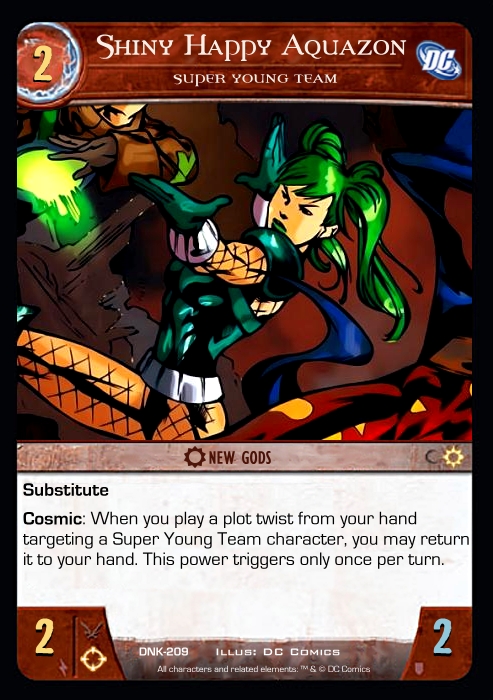 2
SHINY HAPPY AQUAZON
SUPER YOUNG TEAM
DC
NEW GODS
Substitute
Cosmic: When you play a plot twist from your hand
targeting a Super Young Team character, you may return
it to your hand. This power triggers only once per turn.
2
2
DNK-209 ILLUS: DC COMICS
All characters and related elements: ™ & © DC Comics